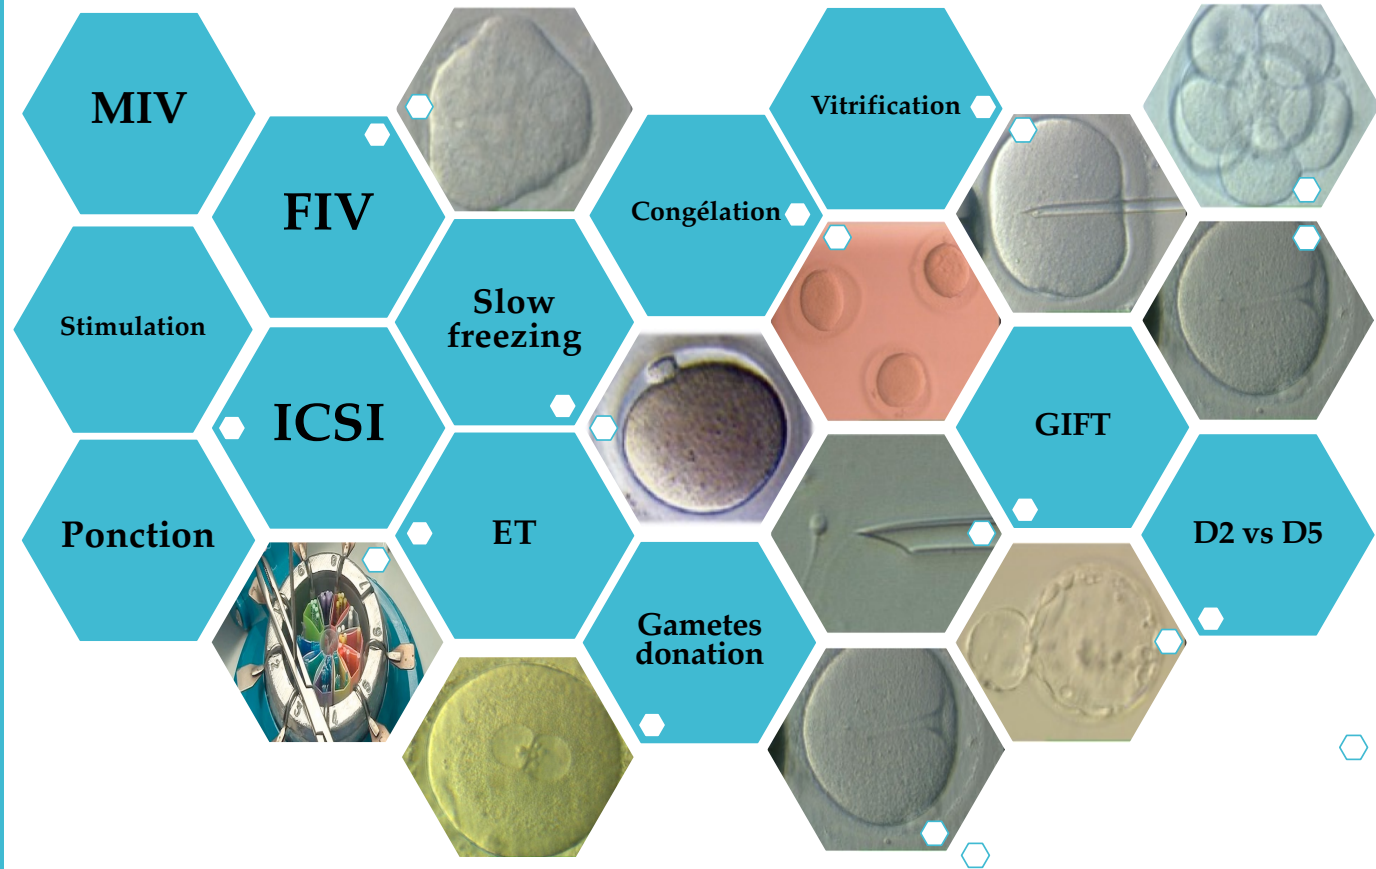 MIV
FIV
Vitrification
Congélation
Stimulation
Slow
freezing
ICSI
GIFT
Ponction
ET
D2 vs D5
Gametes
donation